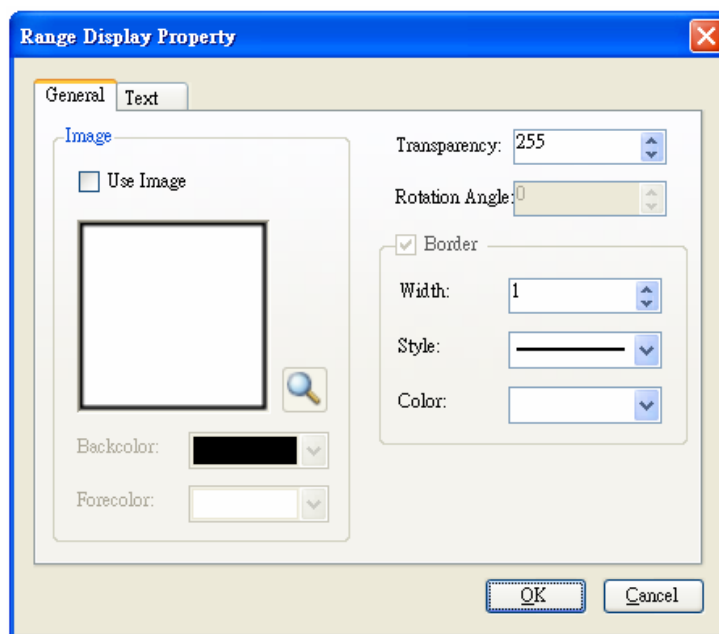 Range Display Property
General Text
Image
Use Image
Backcolor:
Forecolor:
Transparency: 255
Rotation Angle: 0
Border
Width: 1
Style:
Color:
OK Cancel